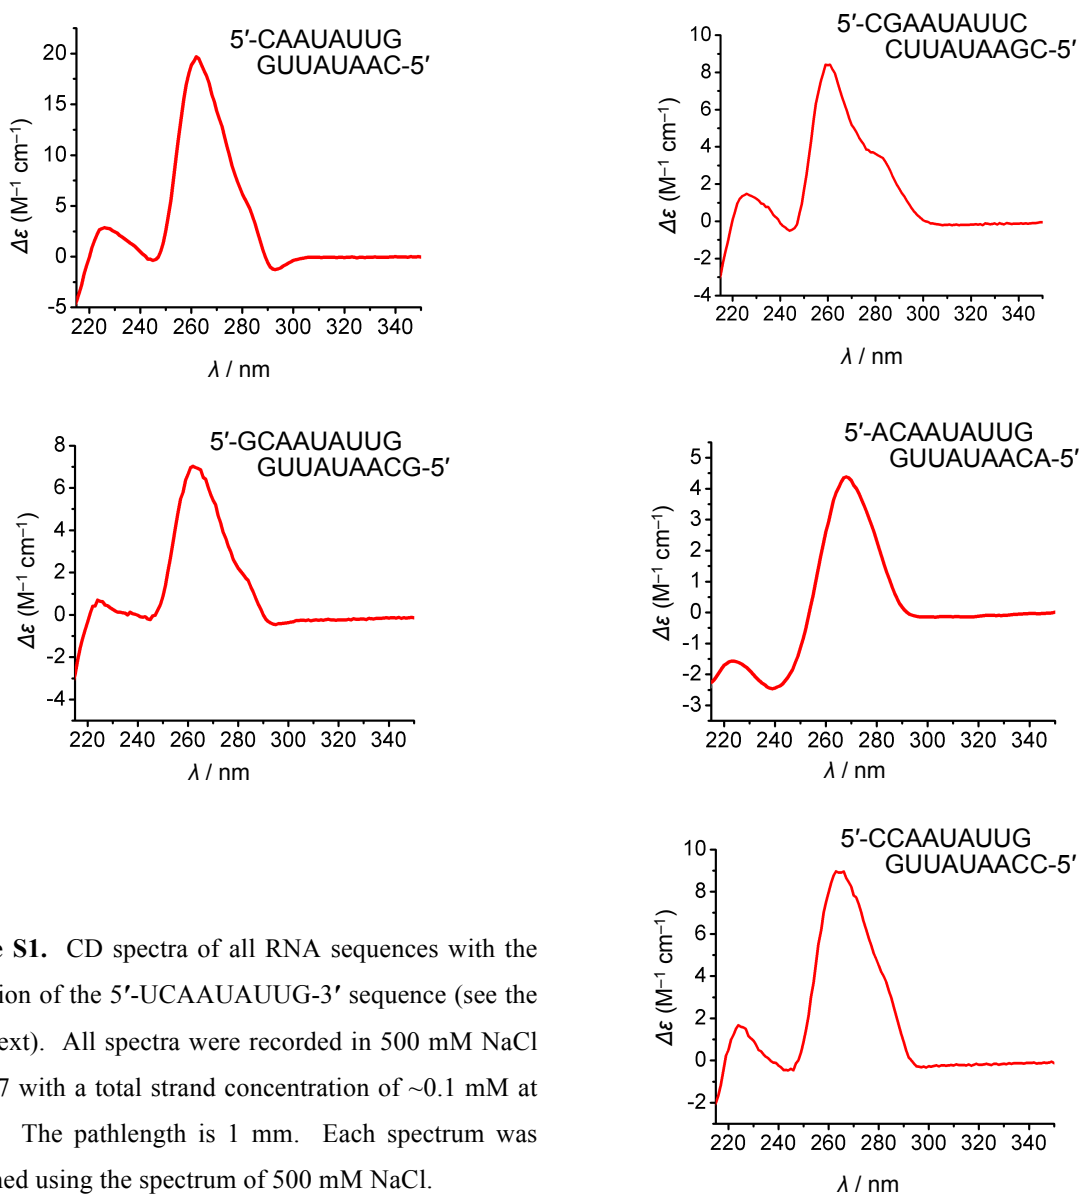 5′-CAAUAUUG
GUUAUAAC-5′
20
15
10
5
0
-5
Δε (M⁻¹ cm⁻¹)
220 240 260 280 300 320 340
λ / nm
5′-CGAAUAUUC
CUUAUAAGC-5′
10
8
6
4
2
0
-2
-4
Δε (M⁻¹ cm⁻¹)
220 240 260 280 300 320 340
λ / nm
5′-GCAAUAUUG
GUUAUAACG-5′
8
6
4
2
0
-2
-4
Δε (M⁻¹ cm⁻¹)
220 240 260 280 300 320 340
λ / nm
5′-ACAAUAUUG
GUUAUAACA-5′
5
4
3
2
1
0
-1
-2
-3
Δε (M⁻¹ cm⁻¹)
220 240 260 280 300 320 340
λ / nm
5′-CCAAUAUUG
GUUAUAACC-5′
10
8
6
4
2
0
-2
Δε (M⁻¹ cm⁻¹)
220 240 260 280 300 320 340
λ / nm
S1. CD spectra of all RNA sequences with the
of the 5′-UCAAUAUUG-3′ sequence (see the
All spectra were recorded in 500 mM NaCl
7 with a total strand concentration of ~0.1 mM at
The pathlength is 1 mm. Each spectrum was
using the spectrum of 500 mM NaCl.